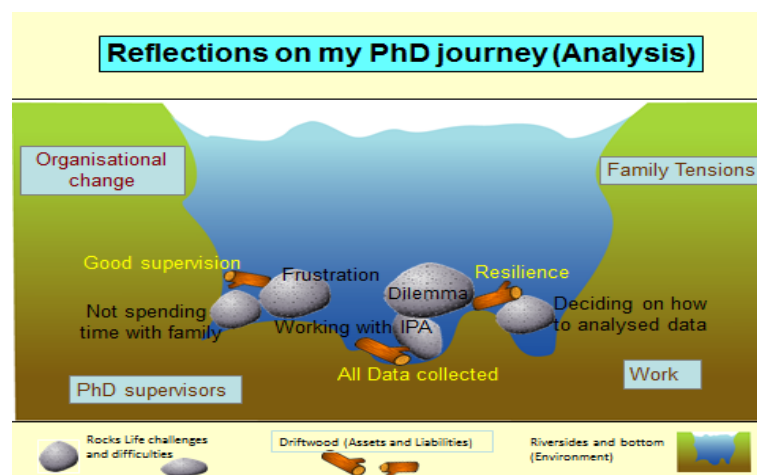 Reflections on my PhD journey (Analysis)
Organisational
change
Family Tensions
Good supervision
Frustration
Resilience
Dilemma
Not spending
time with family
Working with IPA
Deciding on how
to analysed data
All Data collected
PhD supervisors
Work
Rocks Life challenges
and difficulties
Driftwood (Assets and Liabilities)
Riversides and bottom
(Environment)